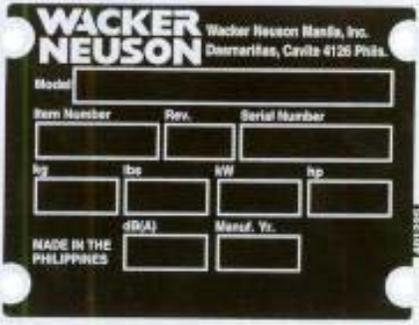 WACKER
NEUSON
Wacker Neuson Manila, Inc.
Dasmariñas, Cavite 4126 Phils.
Model
Item Number Rev. Serial Number
kg lbs kW hp
dB(A) Manuf. Yr.
MADE IN THE
PHILIPPINES